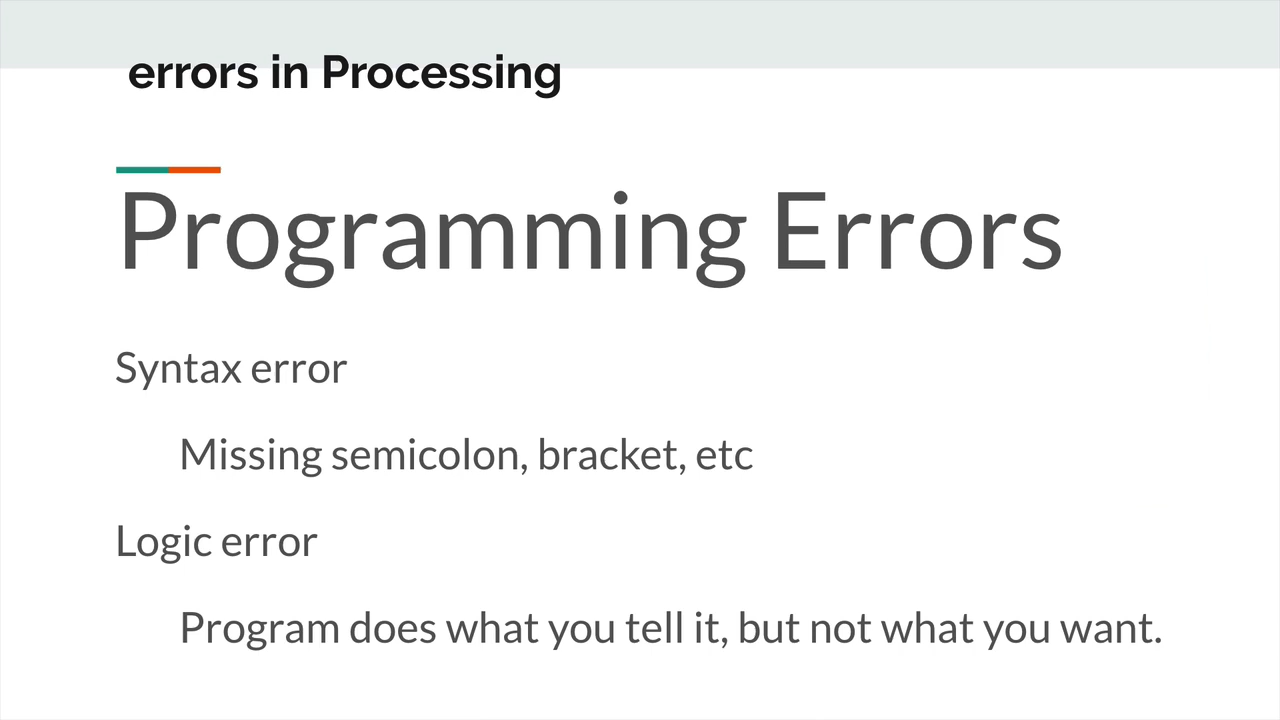 errors in Processing
Programming Errors
Syntax error
Missing semicolon, bracket, etc
Logic error
Program does what you tell it, but not what you want.